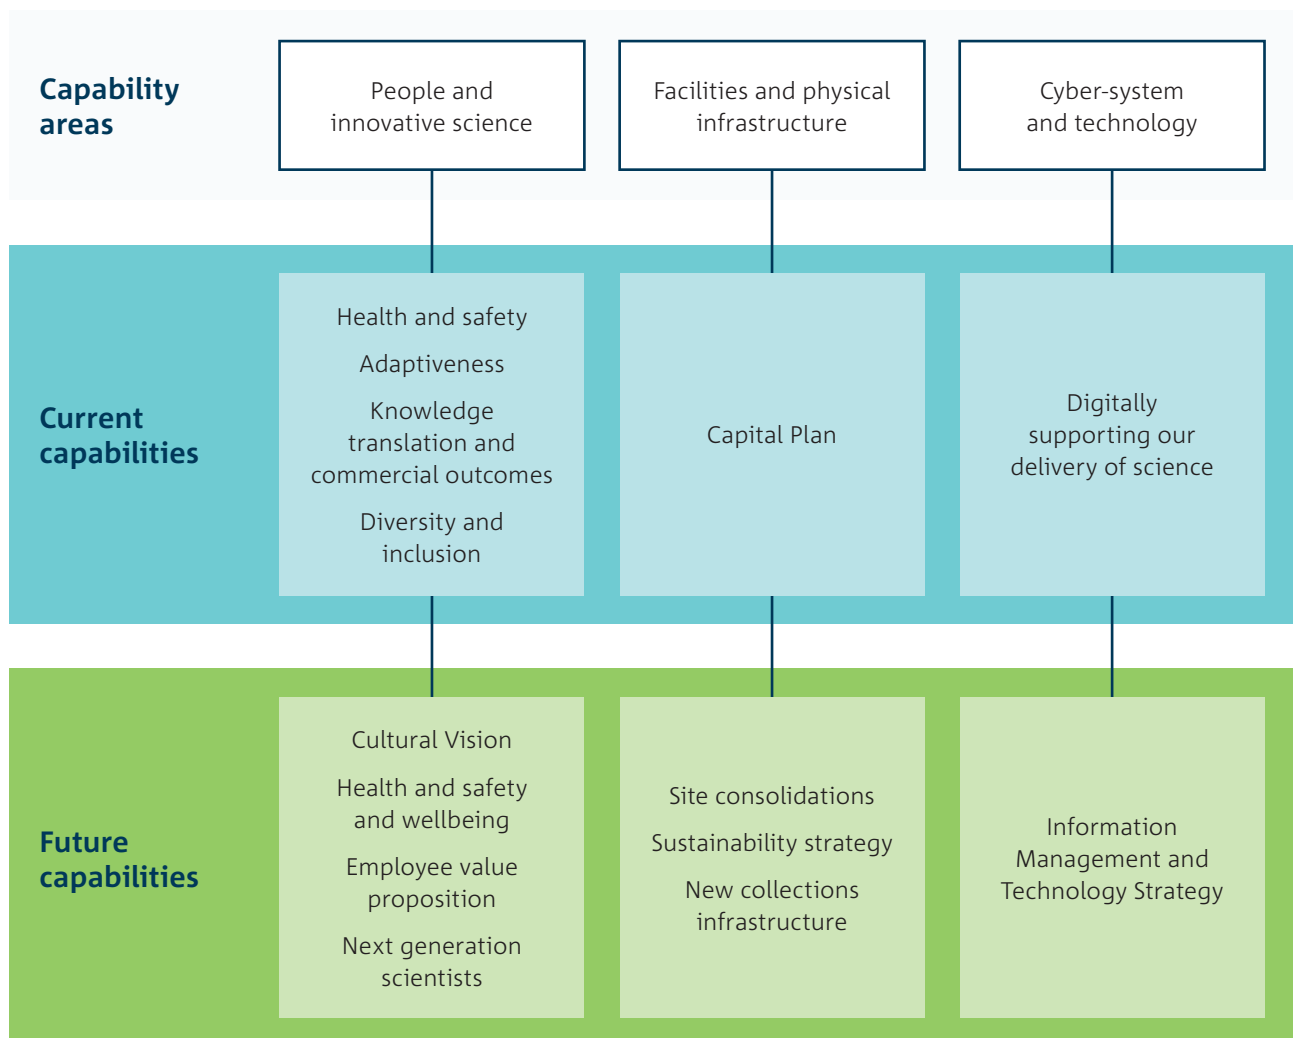 Capability
areas
People and
innovative science
Facilities and physical
infrastructure
Cyber-system
and technology
Current
capabilities
Health and safety
Adaptiveness
Knowledge
translation and
commercial outcomes
Diversity and
inclusion
Capital Plan
Digitally
supporting our
delivery of science
Future
capabilities
Cultural Vision
Health and safety
and wellbeing
Employee value
proposition
Next generation
scientists
Site consolidations
Sustainability strategy
New collections
infrastructure
Information
Management and
Technology Strategy